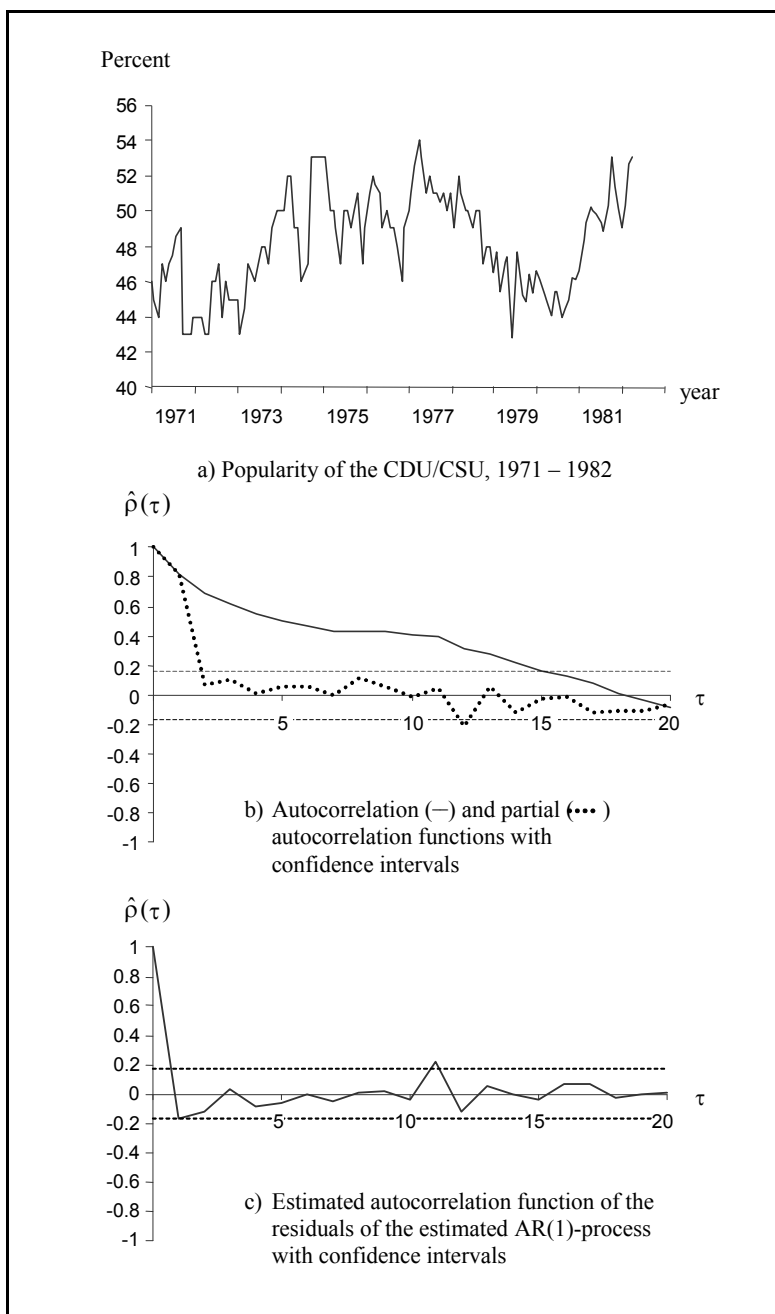 Percent
56
54
52
50
48
46
44
42
40
year
1971 1973 1975 1977 1979 1981
a) Popularity of the CDU/CSU, 1971 – 1982
ρ̂(τ)
1
0.8
0.6
0.4
0.2
0
-0.2
-0.4
-0.6
-0.8
-1
5 10 15 20 τ
b) Autocorrelation (—) and partial (•••• )
autocorrelation functions with
confidence intervals
ρ̂(τ)
1
0.8
0.6
0.4
0.2
0
-0.2
-0.4
-0.6
-0.8
-1
5 10 15 20 τ
c) Estimated autocorrelation function of the
residuals of the estimated AR(1)-process
with confidence intervals